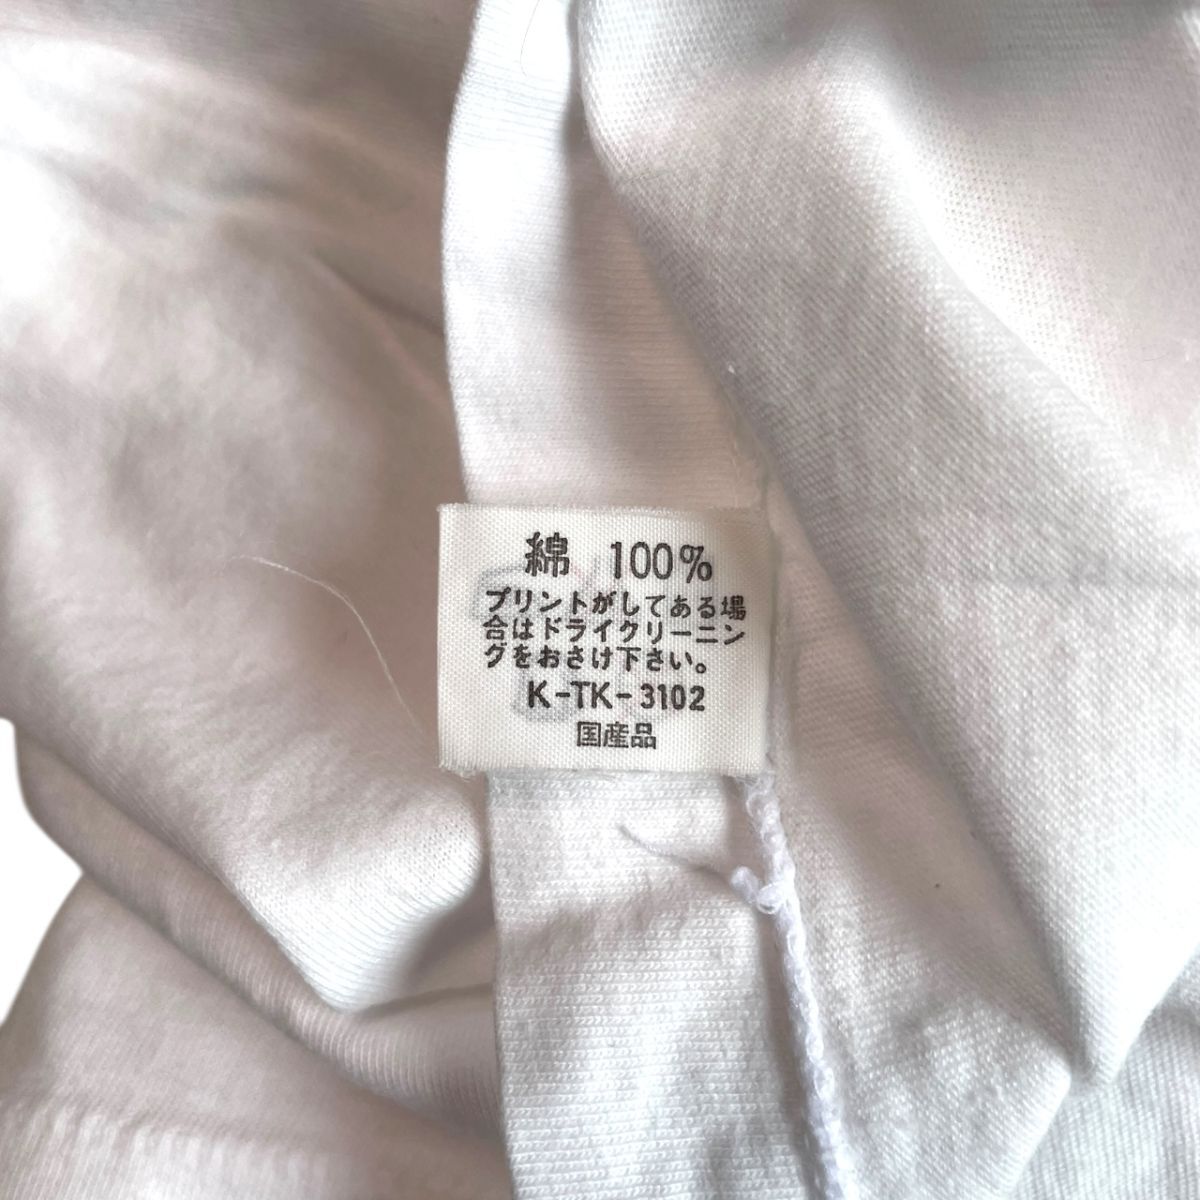 綿 100%
プリントがしてある場
合はドライクリーニン
グをおさけ下さい。
K-TK-3102
国産品